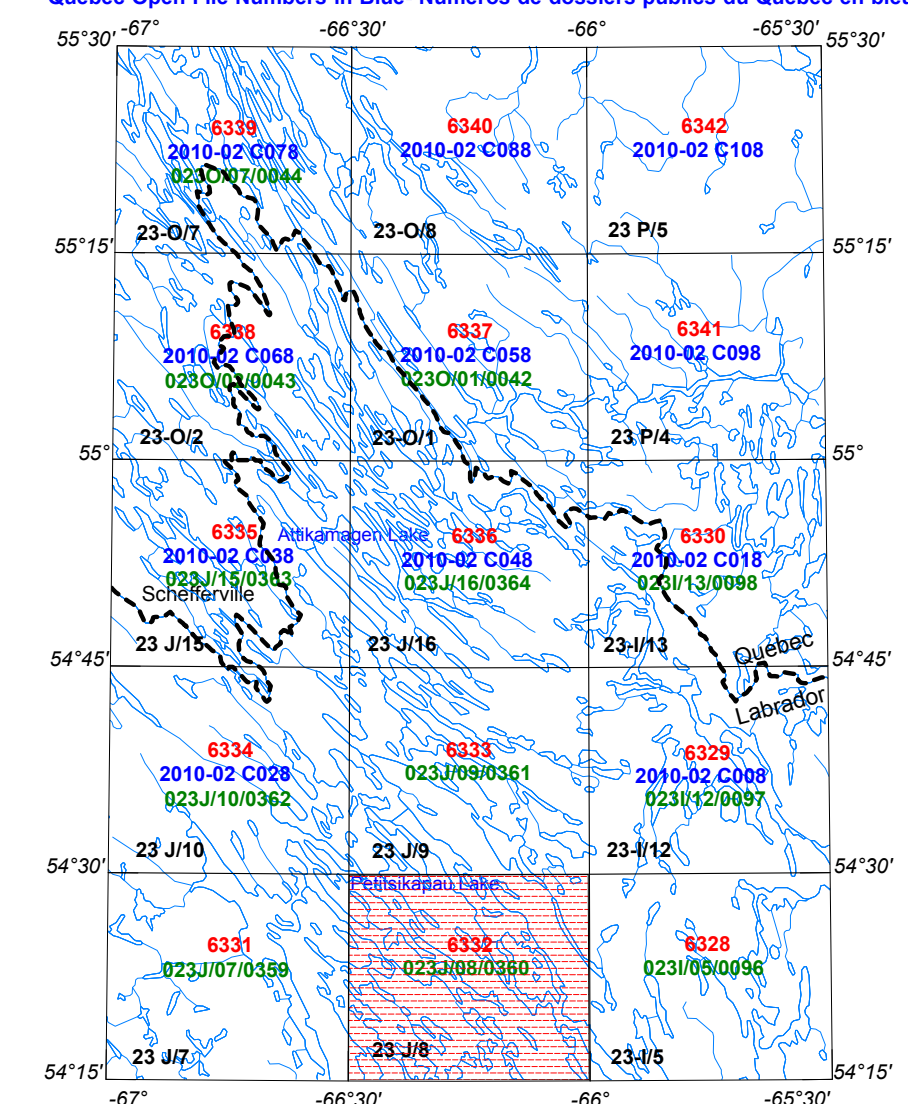 Quebec Open File Numbers in Blue- Numéros de dossiers publics du Québec en bleu
-67° -66°30' -66° -65°30'
55°30' 55°30'
6339 6340 6342
2010-02 C078 2010-02 C088 2010-02 C108
023O/07/0044
23-O/7 23-O/8 23 P/5
55°15' 55°15'
6338 6337 6341
2010-02 C068 2010-02 C058 2010-02 C098
023O/02/0043 023O/01/0042
23-O/2 23-O/1 23 P/4
55° 55°
6335 Attikamagen Lake 6336 6330
2010-02 C038 2010-02 C048 2010-02 C018
023J/15/0363 023J/16/0364 023I/13/0098
Schefferville
23 J/15 23 J/16 23-I/13 Quebec
54°45' 54°45'
Labrador
6334 6333 6329
2010-02 C028 2010-02 C008
023J/10/0362 023J/09/0361 023I/12/0097
23 J/10 23 J/9 23-I/12
54°30' 54°30'
Petitsikapau Lake
6331 6332 6328
023J/07/0359 023J/08/0360 023I/05/0096
23 J/7 23 J/8 23-I/5
54°15' 54°15'
-67° -66°30' -66° -65°30'